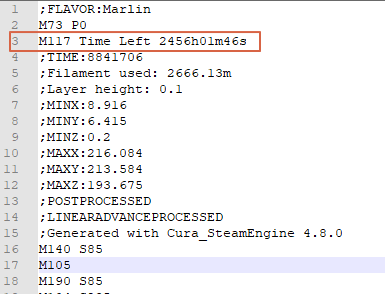 1 ;FLAVOR:Marlin
2 M73 P0
3 M117 Time Left 2456h01m46s
4 ;TIME:8841706
5 ;Filament used: 2666.13m
6 ;Layer height: 0.1
7 ;MINX:8.916
8 ;MINY:6.415
9 ;MINZ:0.2
10 ;MAXX:216.084
11 ;MAXY:213.584
12 ;MAXZ:193.675
13 ;POSTPROCESSED
14 ;LINEARADVANCEPROCESSED
15 ;Generated with Cura_SteamEngine 4.8.0
16 M140 S85
17 M105
18 M190 S85